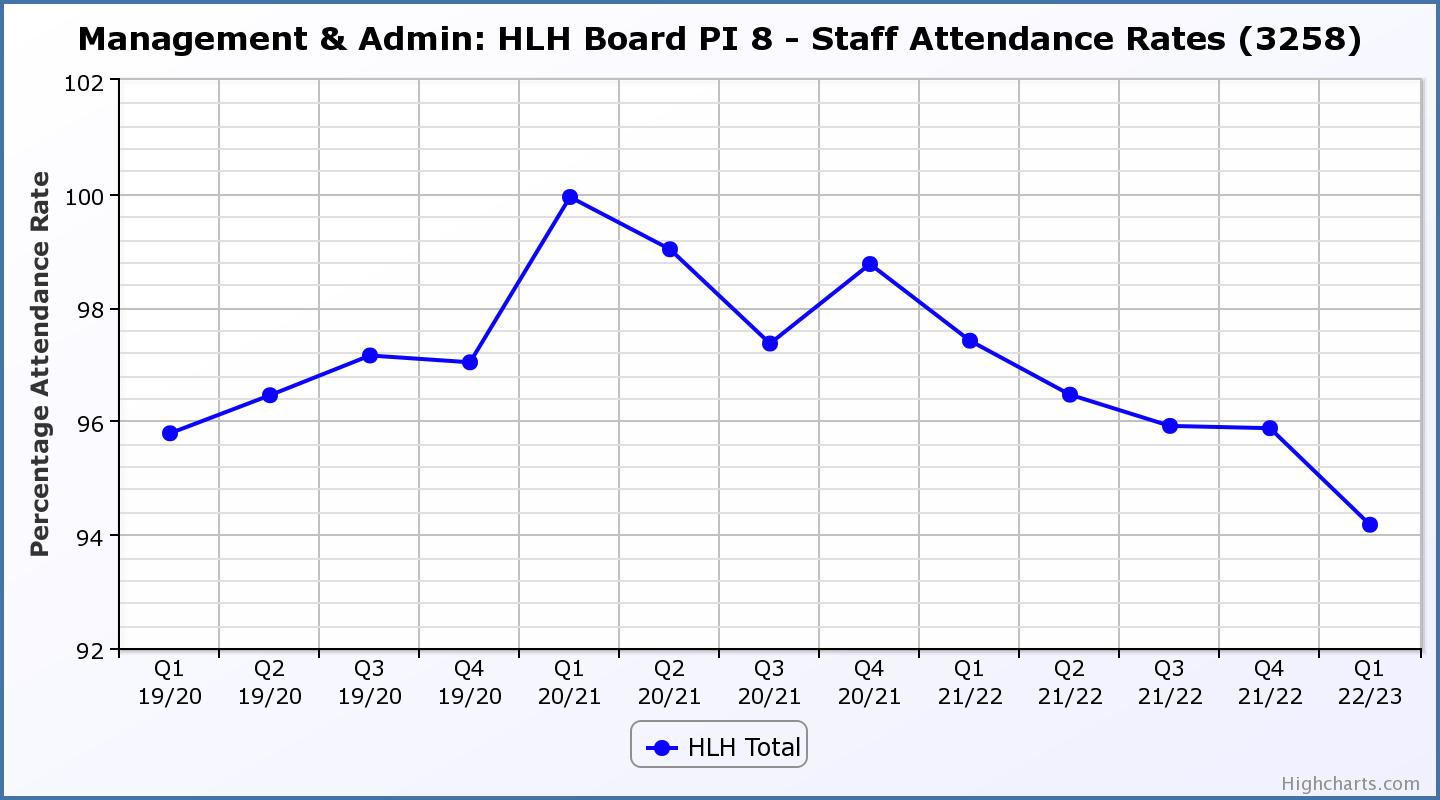 Management & Admin: HLH Board PI 8 - Staff Attendance Rates (3258)
Percentage Attendance Rate
102
100
98
96
94
92
Q1 Q2 Q3 Q4 Q1 Q2 Q3 Q4 Q1 Q2 Q3 Q4 Q1
19/20 19/20 19/20 19/20 20/21 20/21 20/21 20/21 21/22 21/22 21/22 21/22 22/23
HLH Total
Highcharts.com